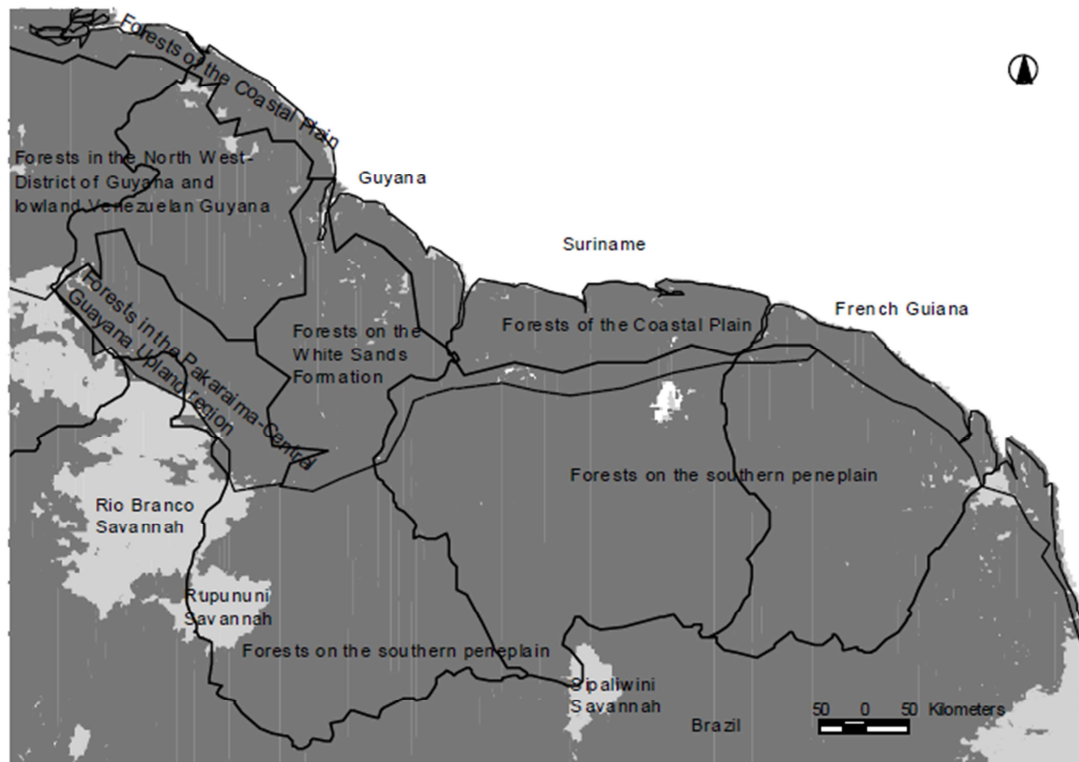 Forests of the Coastal Plain
Forests in the North West-
District of Guyana and
lowland Venezuelan Guyana
Guyana
Suriname
French Guiana
Forests in the Pakaraima-Central
Guayana Upland region
Forests on the
White Sands
Formation
Forests of the Coastal Plain
Forests on the southern peneplain
Rio Branco
Savannah
Rupununi
Savannah
Forests on the southern peneplain
Sipaliwini
Savannah
Brazil
50 0 50 Kilometers